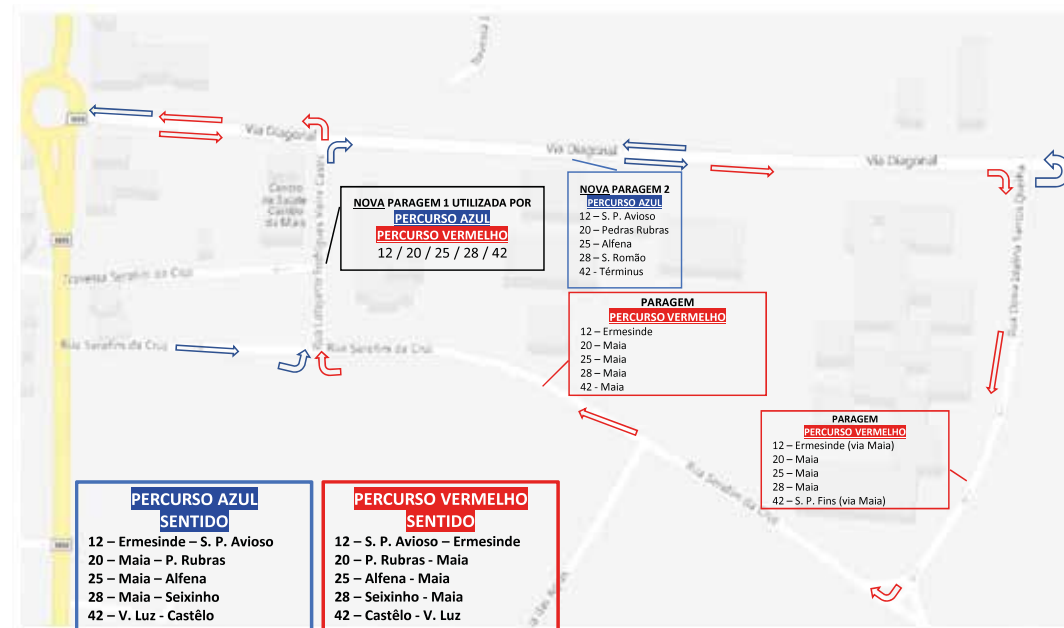 Travessa J
Via Diagonal
Via Diagonal
Via Diagonal
Centro
de Saúde
Castêlo
da Maia
NOVA PARAGEM 1 UTILIZADA POR
PERCURSO AZUL
PERCURSO VERMELHO
12 / 20 / 25 / 28 / 42
NOVA PARAGEM 2
PERCURSO AZUL
12 – S. P. Avioso
20 – Pedras Rubras
25 – Alfena
28 – S. Romão
42 - Términus
Travessa Serafim da Cruz
Rua Serafim da Cruz
Rua Serafim da Cruz
PARAGEM
PERCURSO VERMELHO
12 – Ermesinde
20 – Maia
25 – Maia
28 – Maia
42 - Maia
PARAGEM
PERCURSO VERMELHO
12 – Ermesinde (via Maia)
20 – Maia
25 – Maia
28 – Maia
42 – S. P. Fins (via Maia)
Rua Serafim da Cruz
PERCURSO AZUL
SENTIDO
12 – Ermesinde – S. P. Avioso
20 – Maia – P. Rubras
25 – Maia – Alfena
28 – Maia – Seixinho
42 – V. Luz - Castêlo
PERCURSO VERMELHO
SENTIDO
12 – S. P. Avioso – Ermesinde
20 – P. Rubras - Maia
25 – Alfena - Maia
28 – Seixinho - Maia
42 – Castêlo - V. Luz